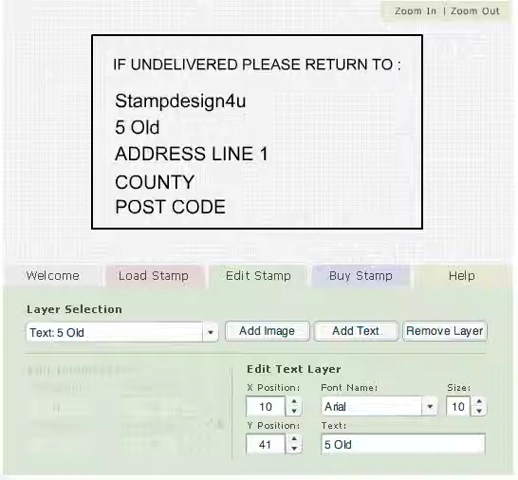 Zoom In | Zoom Out
IF UNDELIVERED PLEASE RETURN TO :
Stampdesign4u
5 Old
ADDRESS LINE 1
COUNTY
POST CODE
Welcome Load Stamp Edit Stamp Buy Stamp Help
Layer Selection
Text: 5 Old Add Image Add Text Remove Layer
Edit Text Layer
X Position: Font Name: Size:
10 Arial 10
Y Position: Text:
41 5 Old